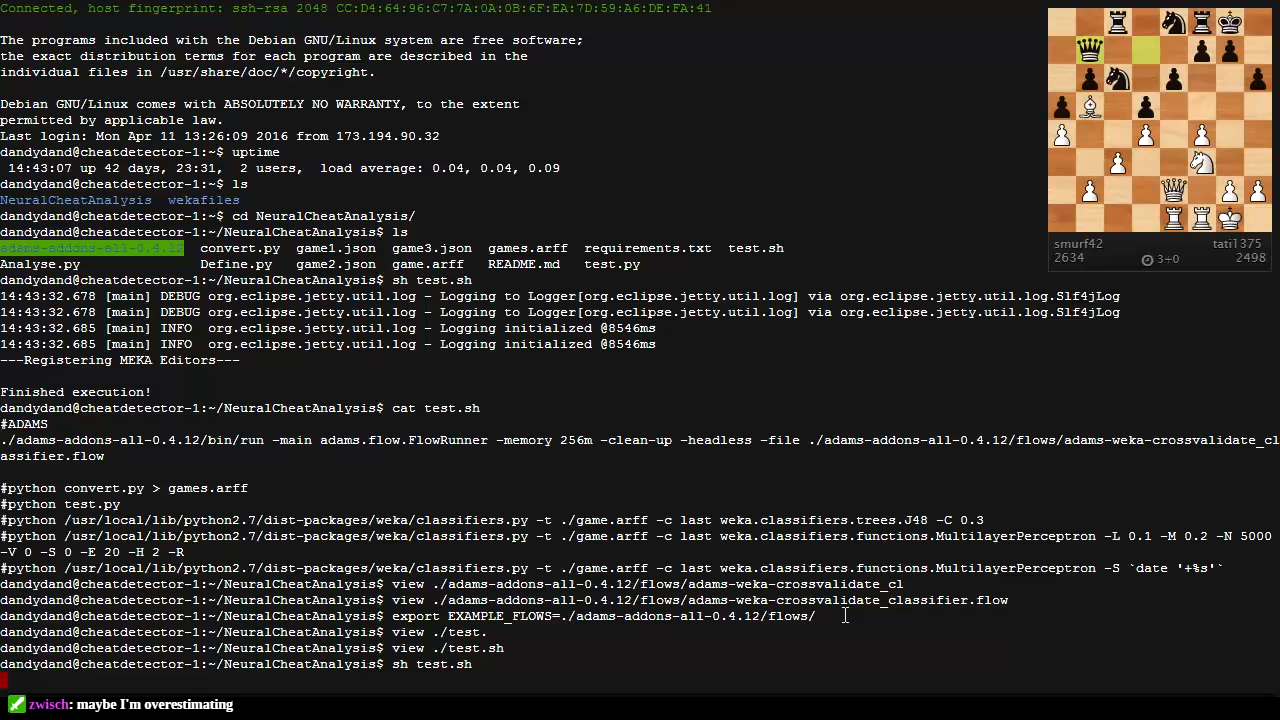 Connected, host fingerprint: ssh-rsa 2048 CC:D4:64:96:C7:7A:0A:0B:6F:EA:7D:59:A6:DE:FA:41
The programs included with the Debian GNU/Linux system are free software;
the exact distribution terms for each program are described in the
individual files in /usr/share/doc/*/copyright.
Debian GNU/Linux comes with ABSOLUTELY NO WARRANTY, to the extent
permitted by applicable law.
Last login: Mon Apr 11 13:26:09 2016 from 173.194.90.32
dandydand@cheatdetector-1:~$ uptime
 14:43:07 up 42 days, 23:31,  2 users,  load average: 0.04, 0.04, 0.09
dandydand@cheatdetector-1:~$ ls
NeuralCheatAnalysis  wekafiles
dandydand@cheatdetector-1:~$ cd NeuralCheatAnalysis/
dandydand@cheatdetector-1:~/NeuralCheatAnalysis$ ls
adams-addons-all-0.4.12  convert.py  game1.json  game3.json  games.arff  requirements.txt  test.sh
Analyse.py               Define.py  game2.json  game.arff  README.md  test.py
dandydand@cheatdetector-1:~/NeuralCheatAnalysis$ sh test.sh
14:43:32.678 [main] DEBUG org.eclipse.jetty.util.log - Logging to Logger[org.eclipse.jetty.util.log] via org.eclipse.jetty.util.log.Slf4jLog
14:43:32.678 [main] DEBUG org.eclipse.jetty.util.log - Logging to Logger[org.eclipse.jetty.util.log] via org.eclipse.jetty.util.log.Slf4jLog
14:43:32.685 [main] INFO  org.eclipse.jetty.util.log - Logging initialized @8546ms
14:43:32.685 [main] INFO  org.eclipse.jetty.util.log - Logging initialized @8546ms
---Registering MEKA Editors---
Finished execution!
dandydand@cheatdetector-1:~/NeuralCheatAnalysis$ cat test.sh
#ADAMS
./adams-addons-all-0.4.12/bin/run -main adams.flow.FlowRunner -memory 256m -clean-up -headless -file ./adams-addons-all-0.4.12/flows/adams-weka-crossvalidate_cl
assifier.flow
#python convert.py > games.arff
#python test.py
#python /usr/local/lib/python2.7/dist-packages/weka/classifiers.py -t ./game.arff -c last weka.classifiers.trees.J48 -C 0.3
#python /usr/local/lib/python2.7/dist-packages/weka/classifiers.py -t ./game.arff -c last weka.classifiers.functions.MultilayerPerceptron -L 0.1 -M 0.2 -N 5000
-V 0 -S 0 -E 20 -H 2 -R
#python /usr/local/lib/python2.7/dist-packages/weka/classifiers.py -t ./game.arff -c last weka.classifiers.functions.MultilayerPerceptron -S `date '+%s'`
dandydand@cheatdetector-1:~/NeuralCheatAnalysis$ view ./adams-addons-all-0.4.12/flows/adams-weka-crossvalidate_cl
dandydand@cheatdetector-1:~/NeuralCheatAnalysis$ view ./adams-addons-all-0.4.12/flows/adams-weka-crossvalidate_classifier.flow
dandydand@cheatdetector-1:~/NeuralCheatAnalysis$ export EXAMPLE_FLOWS=./adams-addons-all-0.4.12/flows/
dandydand@cheatdetector-1:~/NeuralCheatAnalysis$ view ./test.
dandydand@cheatdetector-1:~/NeuralCheatAnalysis$ view ./test.sh
dandydand@cheatdetector-1:~/NeuralCheatAnalysis$ sh test.sh
smurf42 tati1375
2634 3+0 2498
zwisch: maybe I'm overestimating